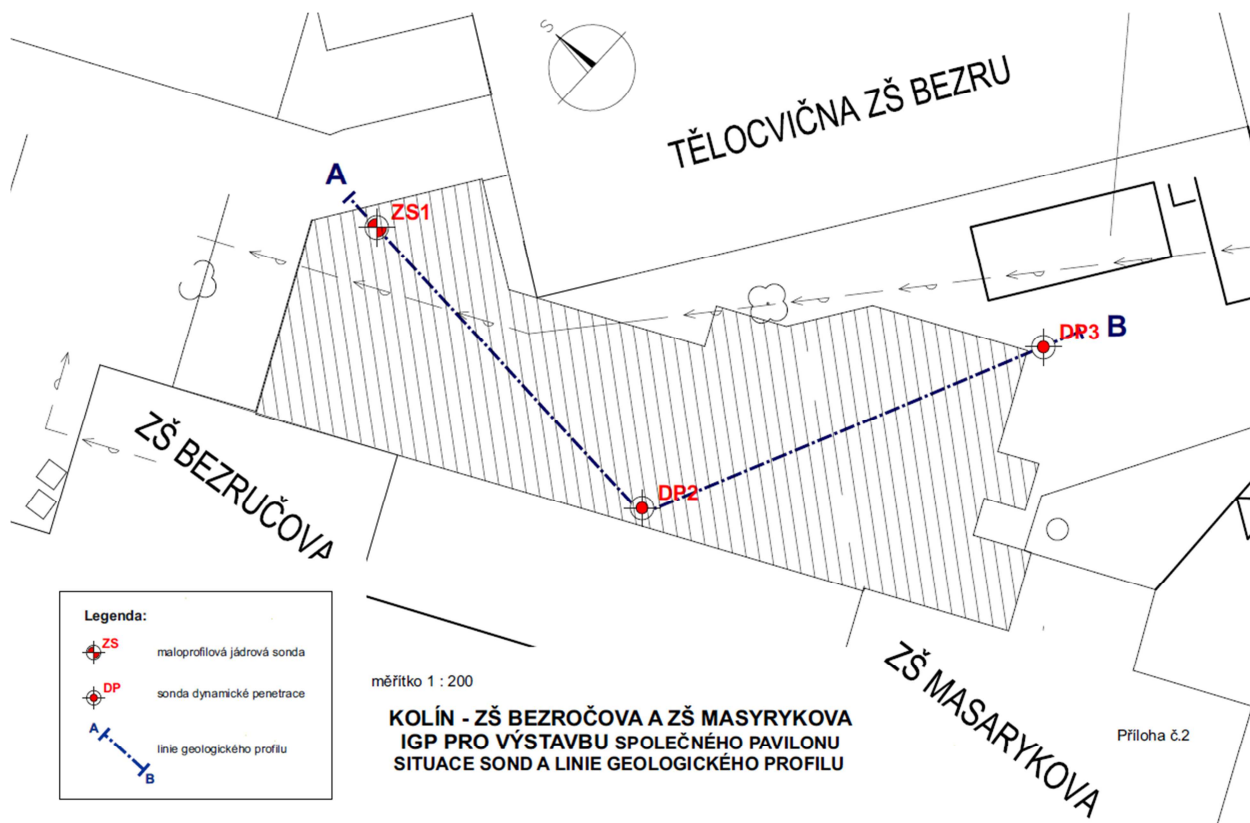 S
TĚLOCVIČNA ZŠ BEZRU
A
ZS1
DP3
B
DP2
ZŠ BEZRUČOVA
ZŠ MASARYKOVA
Legenda:
ZS
maloprofilová jádrová sonda
DP
sonda dynamické penetrace
A
linie geologického profilu
B
měřítko 1 : 200
KOLÍN - ZŠ BEZROČOVA A ZŠ MASYRYKOVA
IGP PRO VÝSTAVBU SPOLEČNÉHO PAVILONU
SITUACE SOND A LINIE GEOLOGICKÉHO PROFILU
Příloha č.2